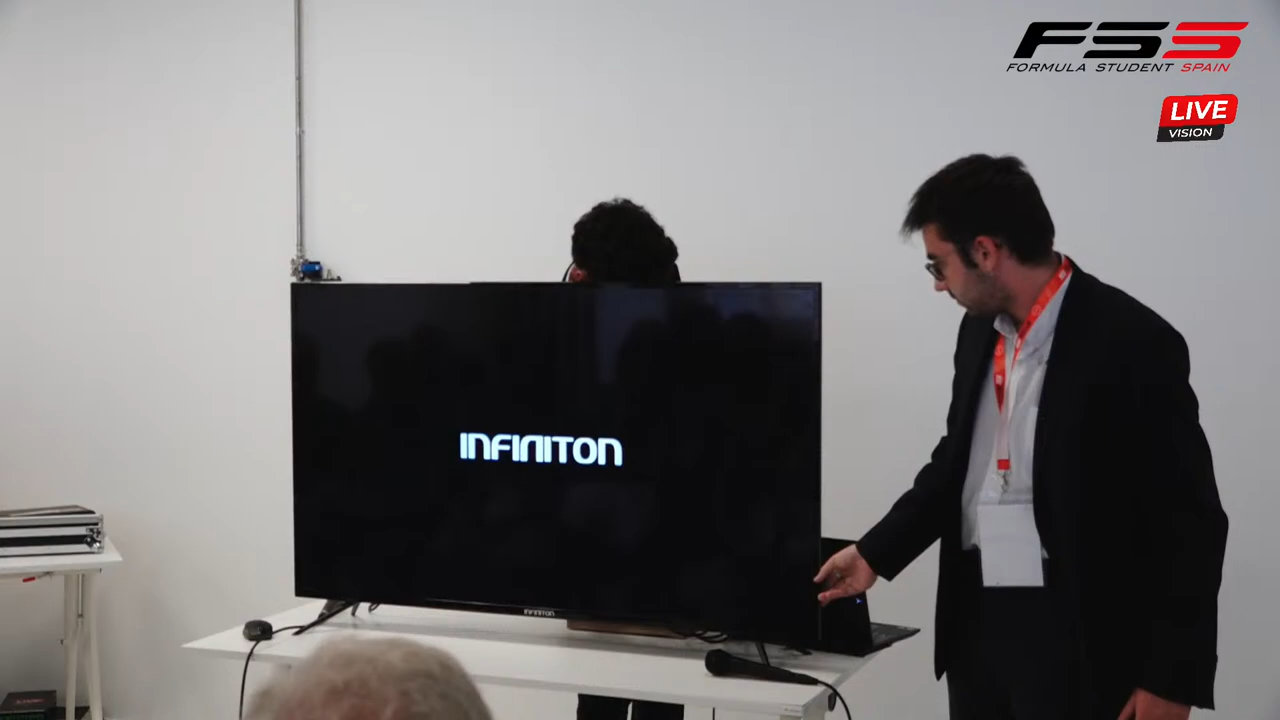 FSS
FORMULA STUDENT SPAIN
LIVE
VISION
INFINITON
INFINITON